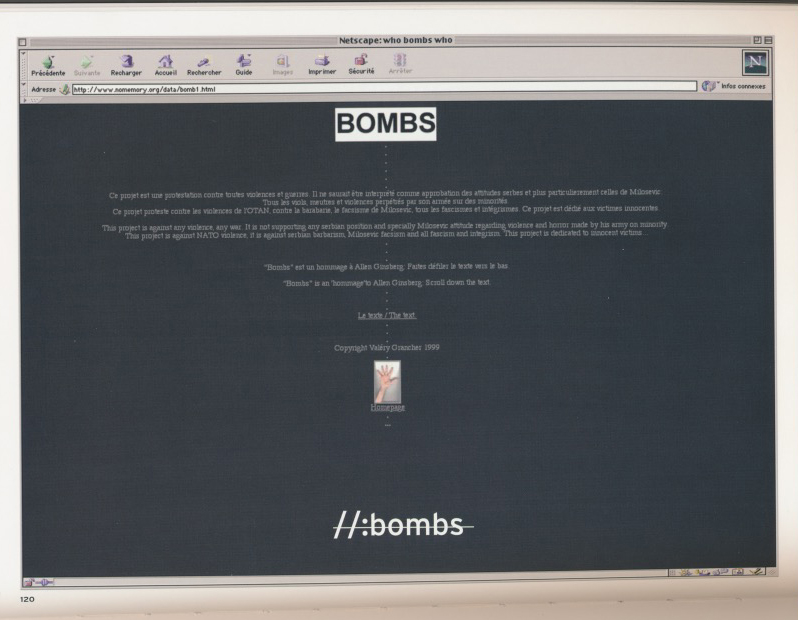 Netscape: who bombs who
Précédente Suivante Recharger Accueil Rechercher Guide Images Imprimer Sécurité Arrêter
N
Adresse : http://www.nomemory.org/data/bomb1.html Infos connexes
BOMBS
Ce projet est une protestation contre toutes violences et guerres. Il ne saurait être interprété comme approbation des attitudes serbes et plus particulierement celles de Milosevic:
Tous les viols, meutres et violences perpétrés par son armée sur des minorités
Ce projet proteste contre les violences de l'OTAN, contre la barabarie, le farsisme de Milosevic, tous les fascismes et intégrismes. Ce projet est dédié aux victimes innocentes
This project is against any violence, any war. It is not supporting any serbian position and specially Milosevic attitude regarding violence and horror made by his army on minority.
This project is against NATO violence, it is against serbian barbarism, Milosevic facsism and all fascism and integrism. This project is dedicated to innocent victims ...
"Bombs" est un hommage à Allen Ginsberg. Faites défiler le texte vers le bas
"Bombs" is an 'hommage'to Allen Ginsberg. Scroll down the text.
Le texte / The text.
Copyright Valéry Grancher 1999
Homepage
...
//:bombs
120